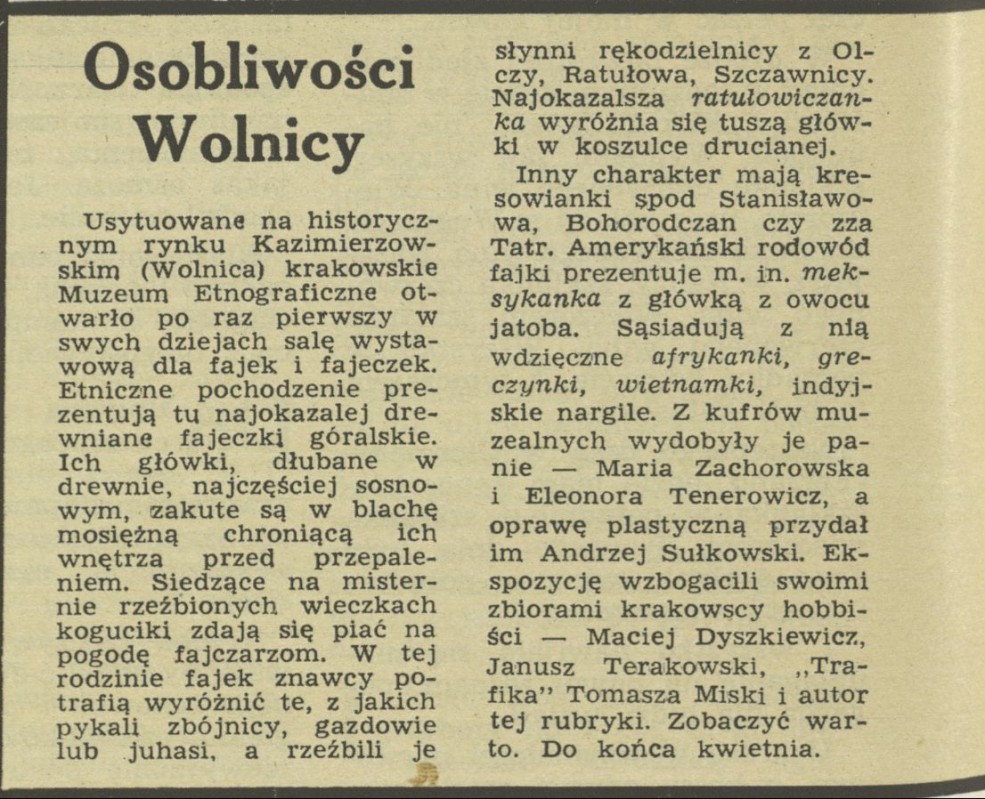 Osobliwości
Wolnicy
Usytuowane na historycz-
nym rynku Kazimierzow-
skim (Wolnica) krakowskie
Muzeum Etnograficzne ot-
warło po raz pierwszy w
swych dziejach salę wysta-
wową dla fajek i fajeczek.
Etniczne pochodzenie pre-
zentują tu najokazalej dre-
wniane fajeczki góralskie.
Ich główki, dłubane w
drewnie, najczęściej sosno-
wym, zakute są w blachę
mosiężną chroniącą ich
wnętrza przed przepale-
niem. Siedzące na mister-
nie rzeźbionych wieczkach
koguciki zdają się piać na
pogodę fajczarzom. W tej
rodzinie fajek znawcy po-
trafią wyróżnić te, z jakich
pykali zbójnicy, gazdowie
lub juhasi, a rzeźbili je
słynni rękodzielnicy z Ol-
czy, Ratułowa, Szczawnicy.
Najokazalsza ratułowiczan-
ka wyróżnia się tuszą głów-
ki w koszulce drucianej.
Inny charakter mają kre-
sowianki spod Stanisławo-
wa, Bohorodczan czy zza
Tatr. Amerykański rodowód
fajki prezentuje m. in. mek-
sykanka z główką z owocu
jatoba. Sąsiadują z nią
wdzięczne afrykanki, gre-
czynki, wietnamki, indyj-
skie nargile. Z kufrów mu-
zealnych wydobyły je pa-
nie — Maria Zachorowska
i Eleonora Tenerowicz, a
oprawę plastyczną przydał
im Andrzej Sułkowski. Ek-
spozycję wzbogacili swoimi
zbiorami krakowscy hobbi-
ści — Maciej Dyszkiewicz,
Janusz Terakowski, „Tra-
fika” Tomasza Miski i autor
tej rubryki. Zobaczyć war-
to. Do końca kwietnia.